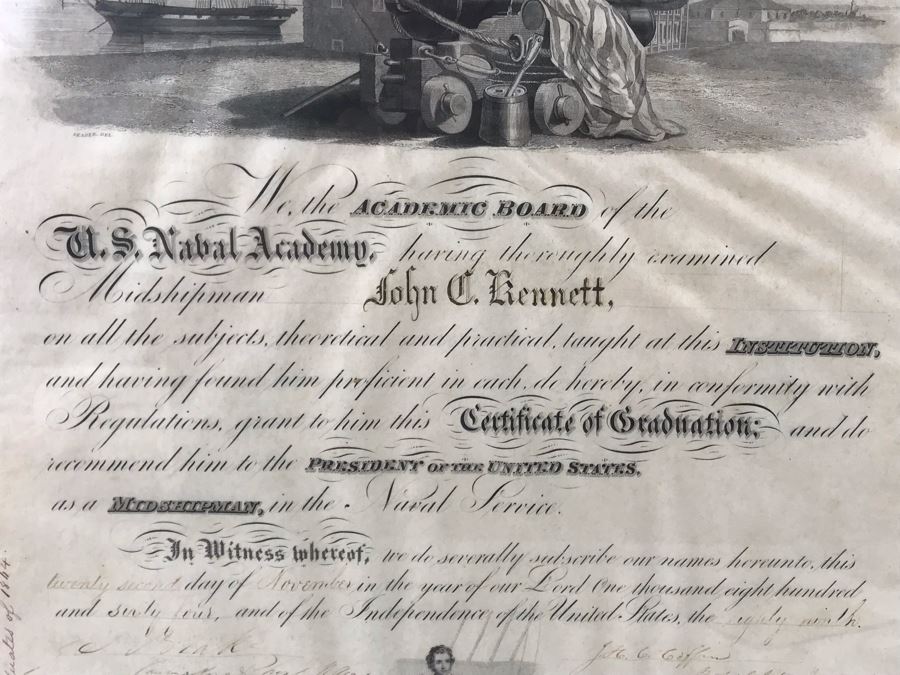 We, the ACADEMIC BOARD of the
U. S. Naval Academy, having thoroughly examined
Midshipman John C. Kennett,
on all the subjects, theoretical and practical, taught at this INSTITUTION,
and having found him proficient in each, do hereby, in conformity with
Regulations, grant to him this Certificate of Graduation; and do
recommend him to the PRESIDENT OF THE UNITED STATES,
as a MIDSHIPMAN, in the Naval Service.
In Witness whereof, we do severally subscribe our names hereunto, this
twenty second day of November in the year of our Lord One thousand eight hundred
and sixty four, and of the Independence of the United States, the eighty ninth.
J. H. C. Coffin
of 1864.